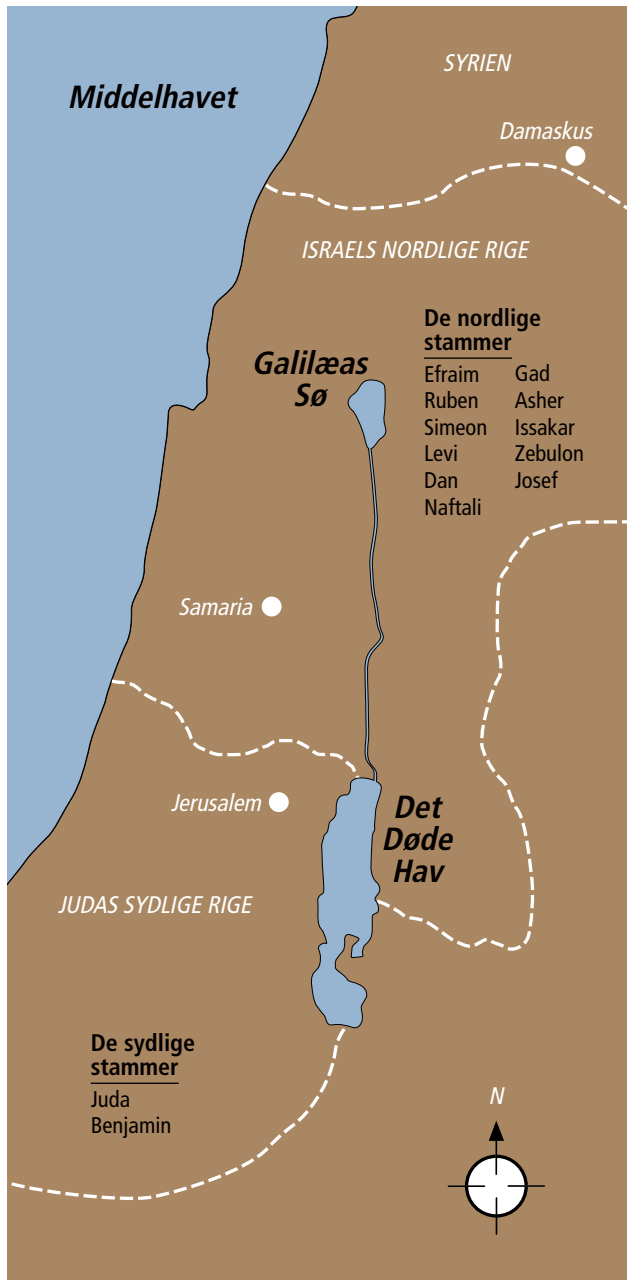 SYRIEN
Middelhavet
Damaskus
ISRAELS NORDLIGE RIGE
De nordlige
stammer
Efraim
Ruben
Simeon
Levi
Dan
Naftali
Gad
Asher
Issakar
Zebulon
Josef
Galilæas
Sø
Samaria
Jerusalem
Det
Døde
Hav
JUDAS SYDLIGE RIGE
De sydlige
stammer
Juda
Benjamin
N